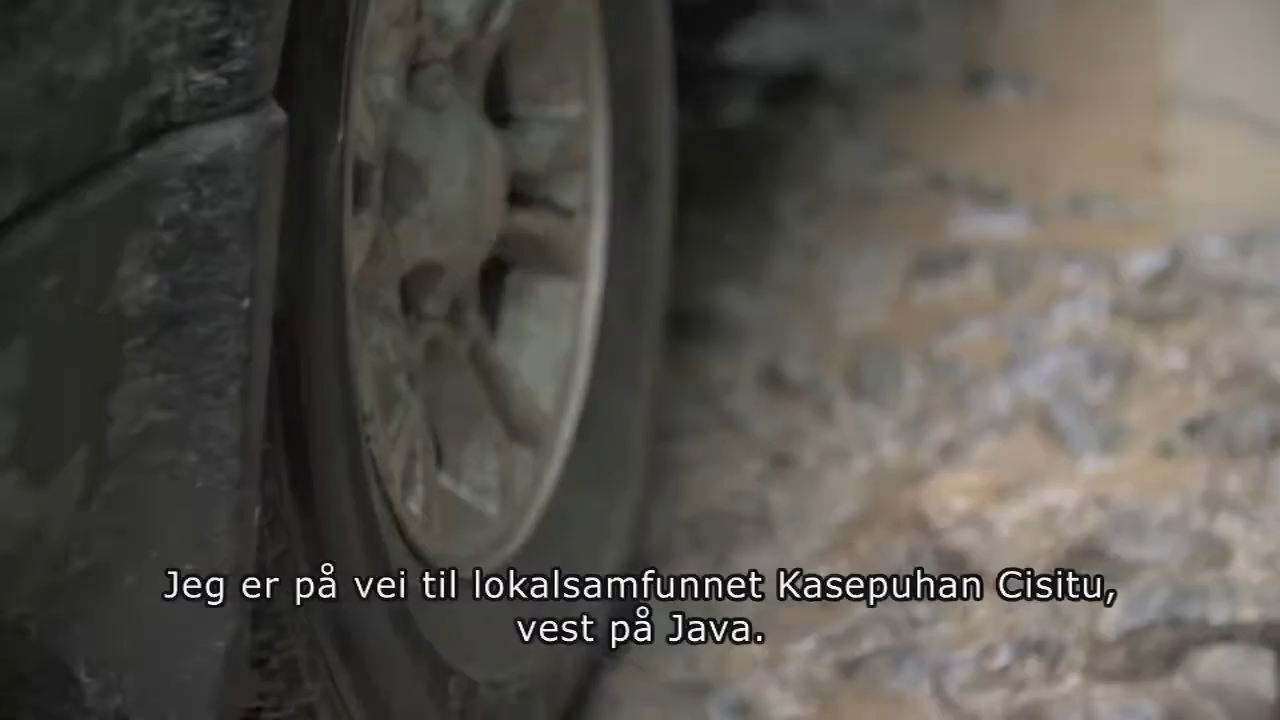 Jeg er på vei til lokalsamfunnet Kasepuhan Cisitu,
vest på Java.